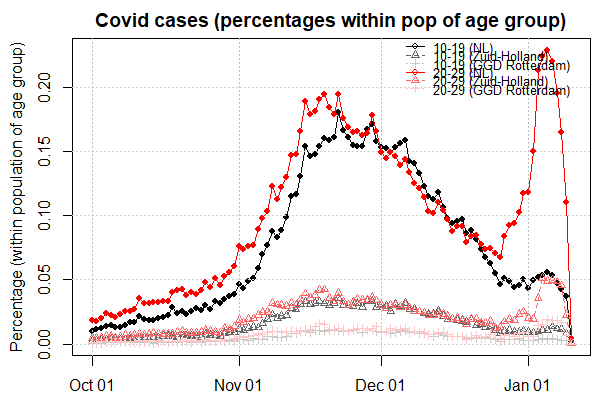 Covid cases (percentages within pop of age group)
10-19 (NL)
10-19 (Zuid-Holland)
10-19 (GGD Rotterdam)
20-29 (NL)
20-29 (Zuid-Holland)
20-29 (GGD Rotterdam)
Percentage (within population of age group)
0.20
0.15
0.10
0.05
0.00
Oct 01
Nov 01
Dec 01
Jan 01